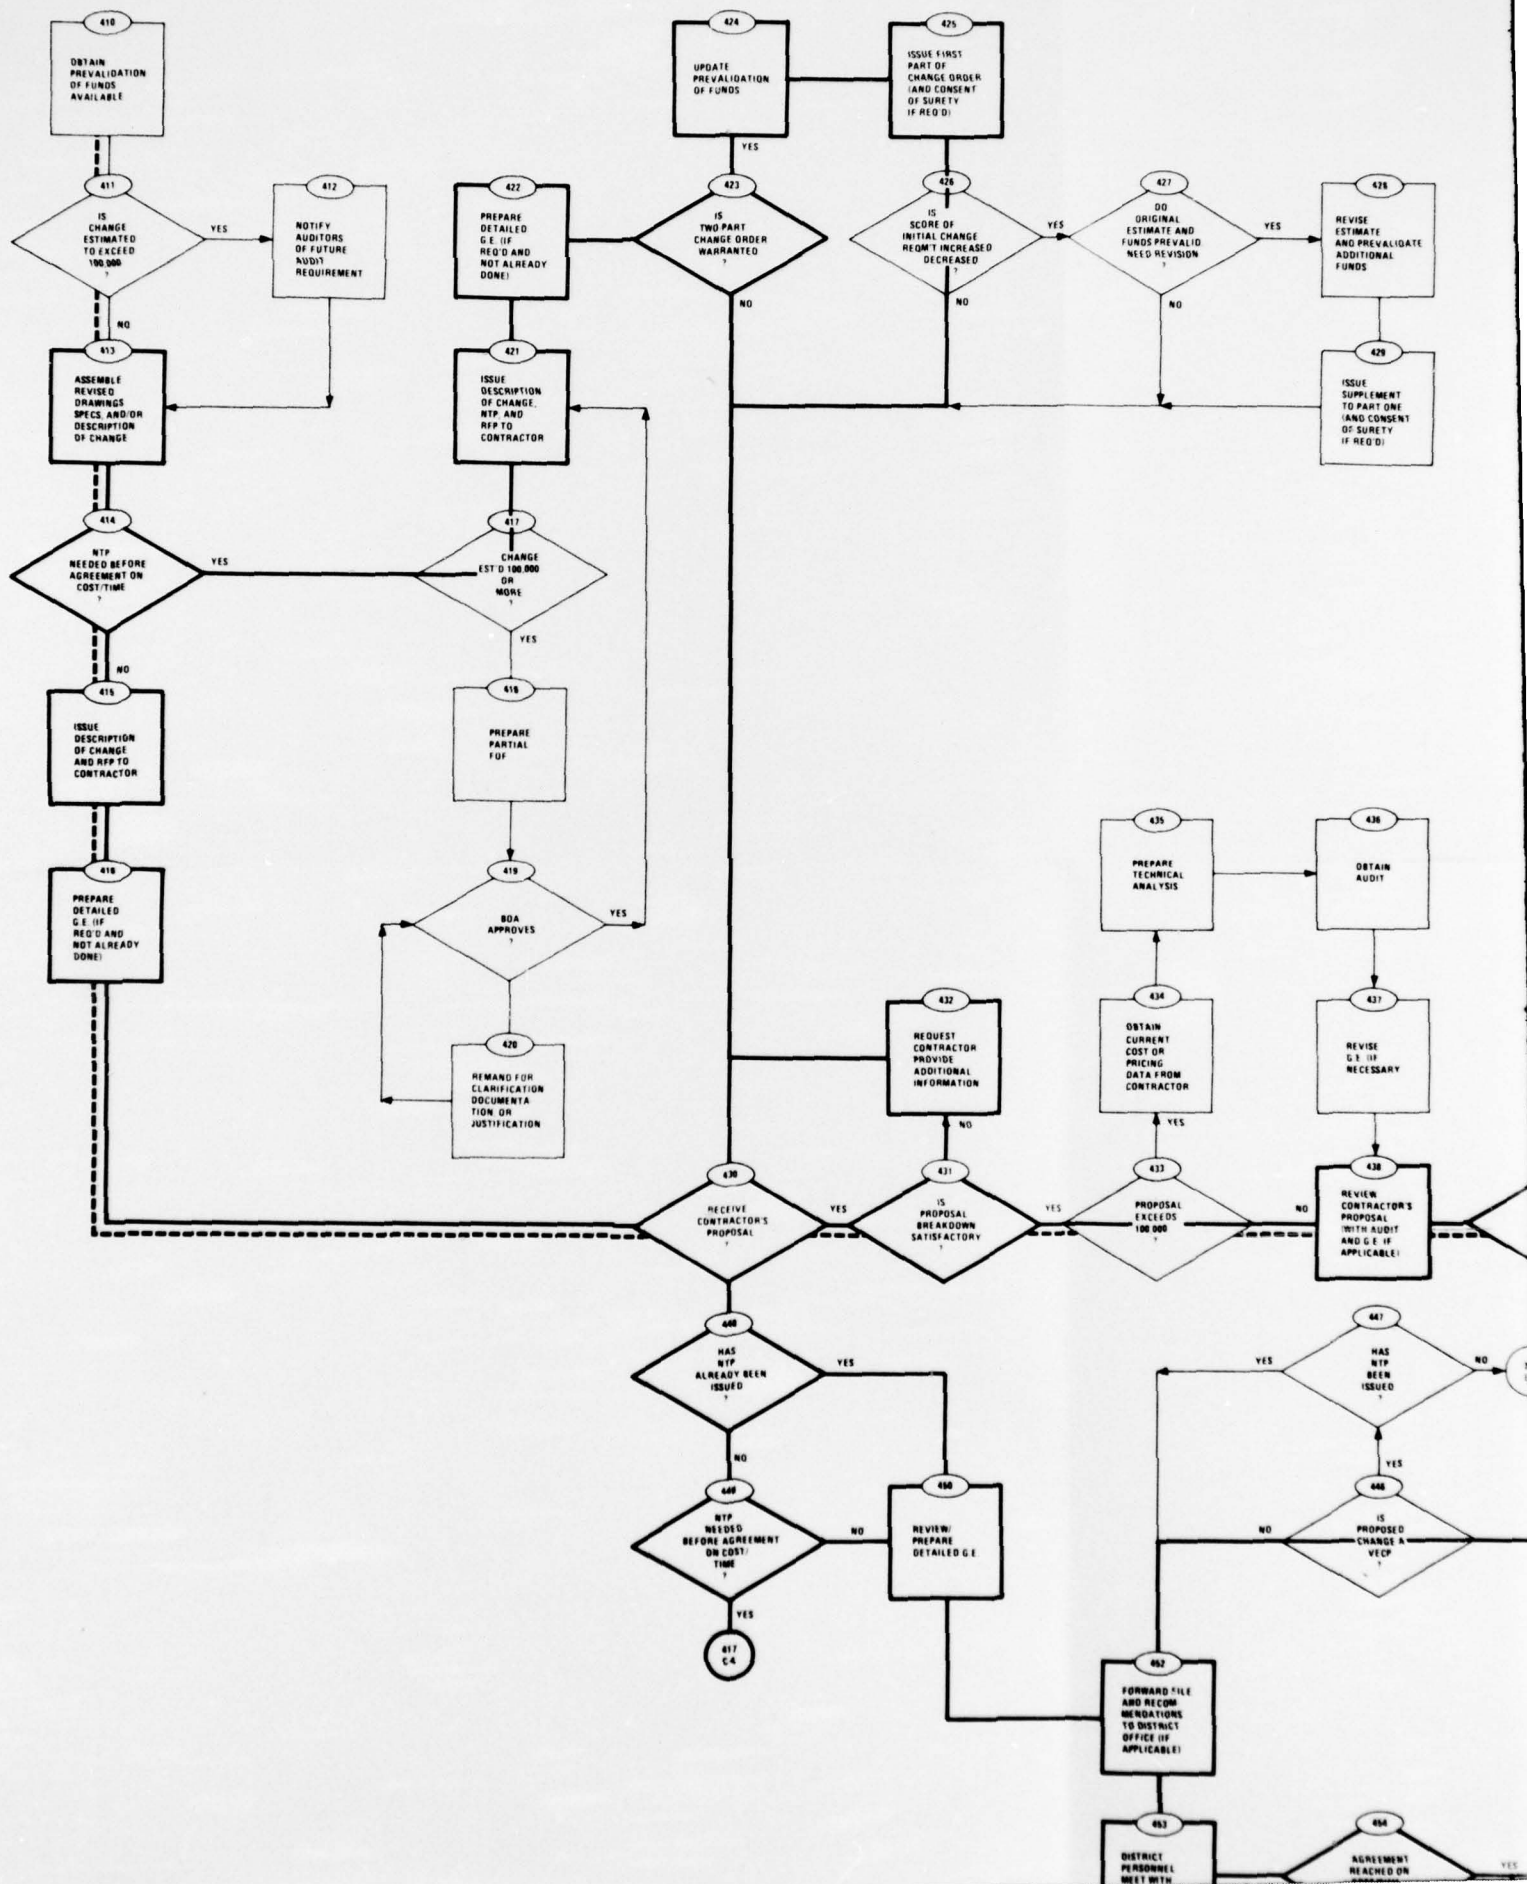 410
OBTAIN
PREVALIDATION
OF FUNDS
AVAILABLE
411
IS
CHANGE
ESTIMATED
TO EXCEED
100,000
?
YES
NO
412
NOTIFY
AUDITORS
OF FUTURE
AUDIT
REQUIREMENT
413
ASSEMBLE
REVISED
DRAWINGS
SPECS, AND/OR
DESCRIPTION
OF CHANGE
414
NTP
NEEDED BEFORE
AGREEMENT ON
COST/TIME
?
YES
NO
415
ISSUE
DESCRIPTION
OF CHANGE
AND RFP TO
CONTRACTOR
416
PREPARE
DETAILED
G.E. (IF
REQ'D AND
NOT ALREADY
DONE)
422
PREPARE
DETAILED
G.E. (IF
REQ'D AND
NOT ALREADY
DONE)
421
ISSUE
DESCRIPTION
OF CHANGE,
NTP, AND
RFP TO
CONTRACTOR
417
CHANGE
EST'D 100,000
OR
MORE
?
YES
418
PREPARE
PARTIAL
FOF
419
BOA
APPROVES
?
YES
420
REMAND FOR
CLARIFICATION
DOCUMENTA
TION OR
JUSTIFICATION
424
UPDATE
PREVALIDATION
OF FUNDS
YES
423
IS
TWO PART
CHANGE ORDER
WARRANTED
?
NO
425
ISSUE FIRST
PART OF
CHANGE ORDER
(AND CONSENT
OF SURETY
IF REQ'D)
426
IS
SCORE OF
INITIAL CHANGE
REQM'T INCREASED
DECREASED
?
YES
NO
427
DO
ORIGINAL
ESTIMATE AND
FUNDS PREVALID.
NEED REVISION
?
YES
NO
428
REVISE
ESTIMATE
AND PREVALIDATE
ADDITIONAL
FUNDS
429
ISSUE
SUPPLEMENT
TO PART ONE
(AND CONSENT
OF SURETY
IF REQ'D)
430
RECEIVE
CONTRACTOR'S
PROPOSAL
?
YES
432
REQUEST
CONTRACTOR
PROVIDE
ADDITIONAL
INFORMATION
NO
431
IS
PROPOSAL
BREAKDOWN
SATISFACTORY
?
YES
435
PREPARE
TECHNICAL
ANALYSIS
434
OBTAIN
CURRENT
COST OR
PRICING
DATA FROM
CONTRACTOR
YES
433
PROPOSAL
EXCEEDS
100,000
?
NO
436
OBTAIN
AUDIT
437
REVISE
G.E. (IF
NECESSARY
438
REVIEW
CONTRACTOR'S
PROPOSAL
(WITH AUDIT
AND G.E. IF
APPLICABLE)
448
HAS
NTP
ALREADY BEEN
ISSUED
?
YES
NO
449
NTP
NEEDED
BEFORE AGREEMENT
ON COST/
TIME
?
NO
YES
417
C-4
450
REVIEW/
PREPARE
DETAILED G.E.
447
HAS
NTP
BEEN
ISSUED
?
YES
NO
YES
446
IS
PROPOSED
CHANGE A
VECP
?
NO
452
FORWARD FILE
AND RECOM
MENDATIONS
TO DISTRICT
OFFICE (IF
APPLICABLE)
453
DISTRICT
PERSONNEL
MEET WITH
454
AGREEMENT
REACHED ON
YES